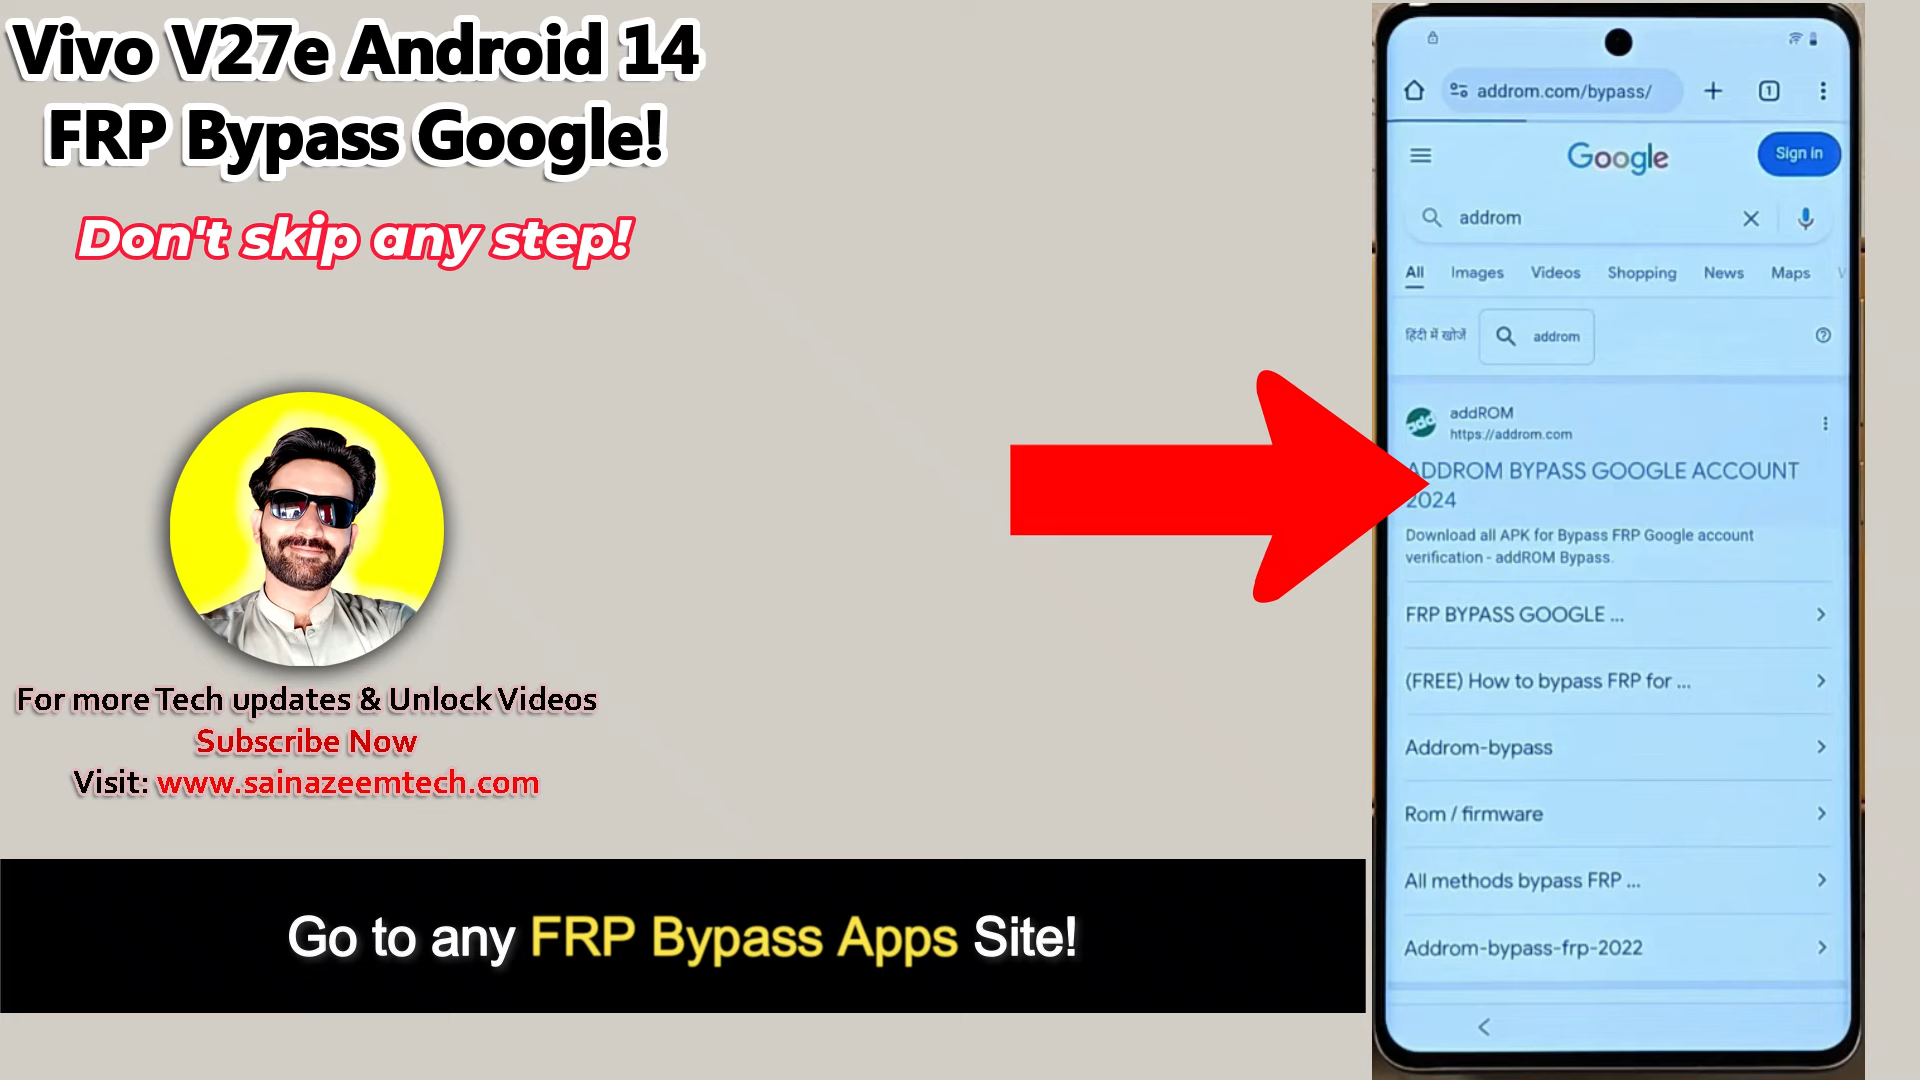 Vivo V27e Android 14
FRP Bypass Google!
Don't skip any step!
For more Tech updates & Unlock Videos
Subscribe Now
Visit: www.sainazeemtech.com
Go to any FRP Bypass Apps Site!
addrom.com/bypass/
1
Google
Sign in
addrom
All Images Videos Shopping News Maps
हिंदी में खोजें addrom
add
addROM
https://addrom.com
ADDROM BYPASS GOOGLE ACCOUNT
2024
Download all APK for Bypass FRP Google account
verification - addROM Bypass.
FRP BYPASS GOOGLE ...
(FREE) How to bypass FRP for ...
Addrom-bypass
Rom / firmware
All methods bypass FRP ...
Addrom-bypass-frp-2022